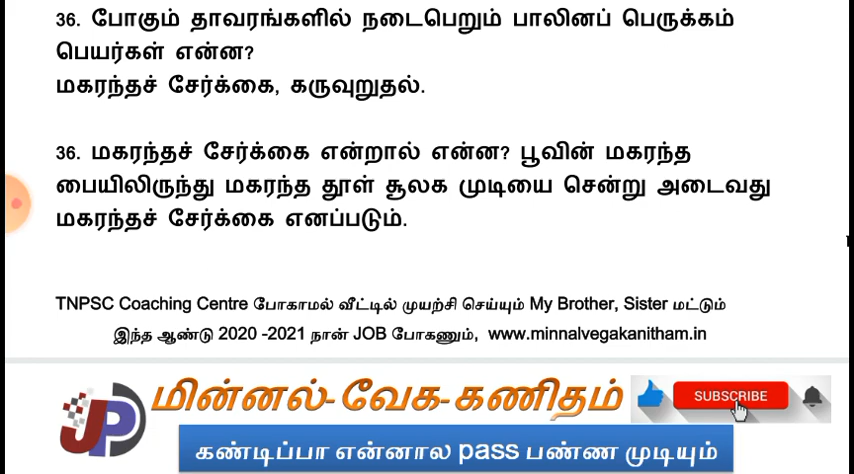 36. போகும் தாவரங்களில் நடைபெறும் பாலினப் பெருக்கம்
பெயர்கள் என்ன?
மகரந்தச் சேர்க்கை, கருவுறுதல்.
36. மகரந்தச் சேர்க்கை என்றால் என்ன? பூவின் மகரந்த
பையிலிருந்து மகரந்த தூள் சூலக முடியை சென்று அடைவது
மகரந்தச் சேர்க்கை எனப்படும்.
TNPSC Coaching Centre போகாமல் வீட்டில் முயற்சி செய்யும் My Brother, Sister மட்டும்
இந்த ஆண்டு 2020 -2021 நான் JOB போகணும், www.minnalvegakanitham.in
மின்னல்-வேக-கணிதம்
SUBSCRIBE
JP
கண்டிப்பா என்னால pass பண்ண முடியும்